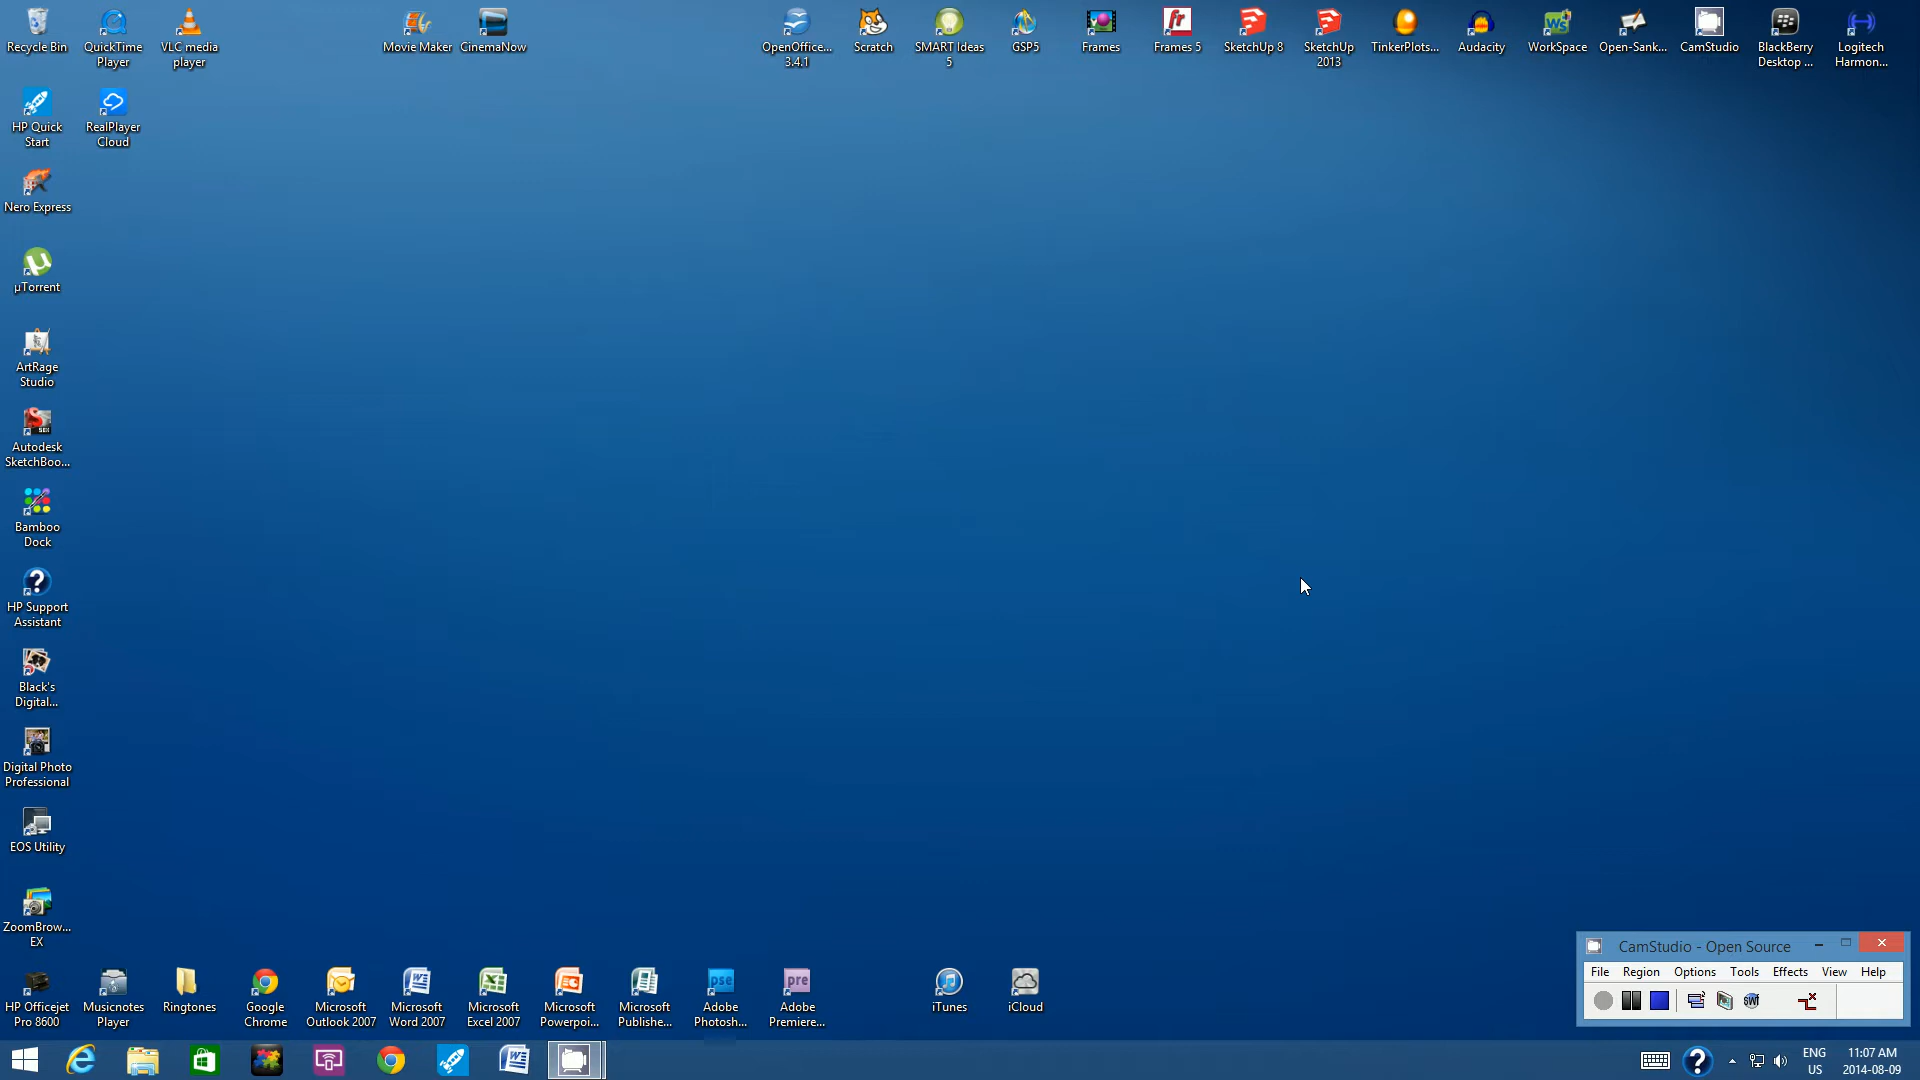 Recycle Bin
QuickTime
Player
VLC media
player
Movie Maker
CinemaNow
OpenOffice...
3.4.1
Scratch
SMART Ideas
5
GSP5
Frames
Frames 5
SketchUp 8
SketchUp
2013
TinkerPlots...
Audacity
WorkSpace
Open-Sank...
CamStudio
BlackBerry
Desktop ...
Logitech
Harmon...
HP Quick
Start
RealPlayer
Cloud
Nero Express
µTorrent
ArtRage
Studio
Autodesk
SketchBoo...
Bamboo
Dock
HP Support
Assistant
Black's
Digital...
Digital Photo
Professional
EOS Utility
ZoomBrow...
EX
CamStudio - Open Source
File Region Options Tools Effects View Help
HP Officejet
Pro 8600
Musicnotes
Player
Ringtones
Google
Chrome
Microsoft
Outlook 2007
Microsoft
Word 2007
Microsoft
Excel 2007
Microsoft
Powerpoi...
Microsoft
Publishe...
pse
Adobe
Photosh...
pre
Adobe
Premiere...
iTunes
iCloud
ENG
US
11:07 AM
2014-08-09